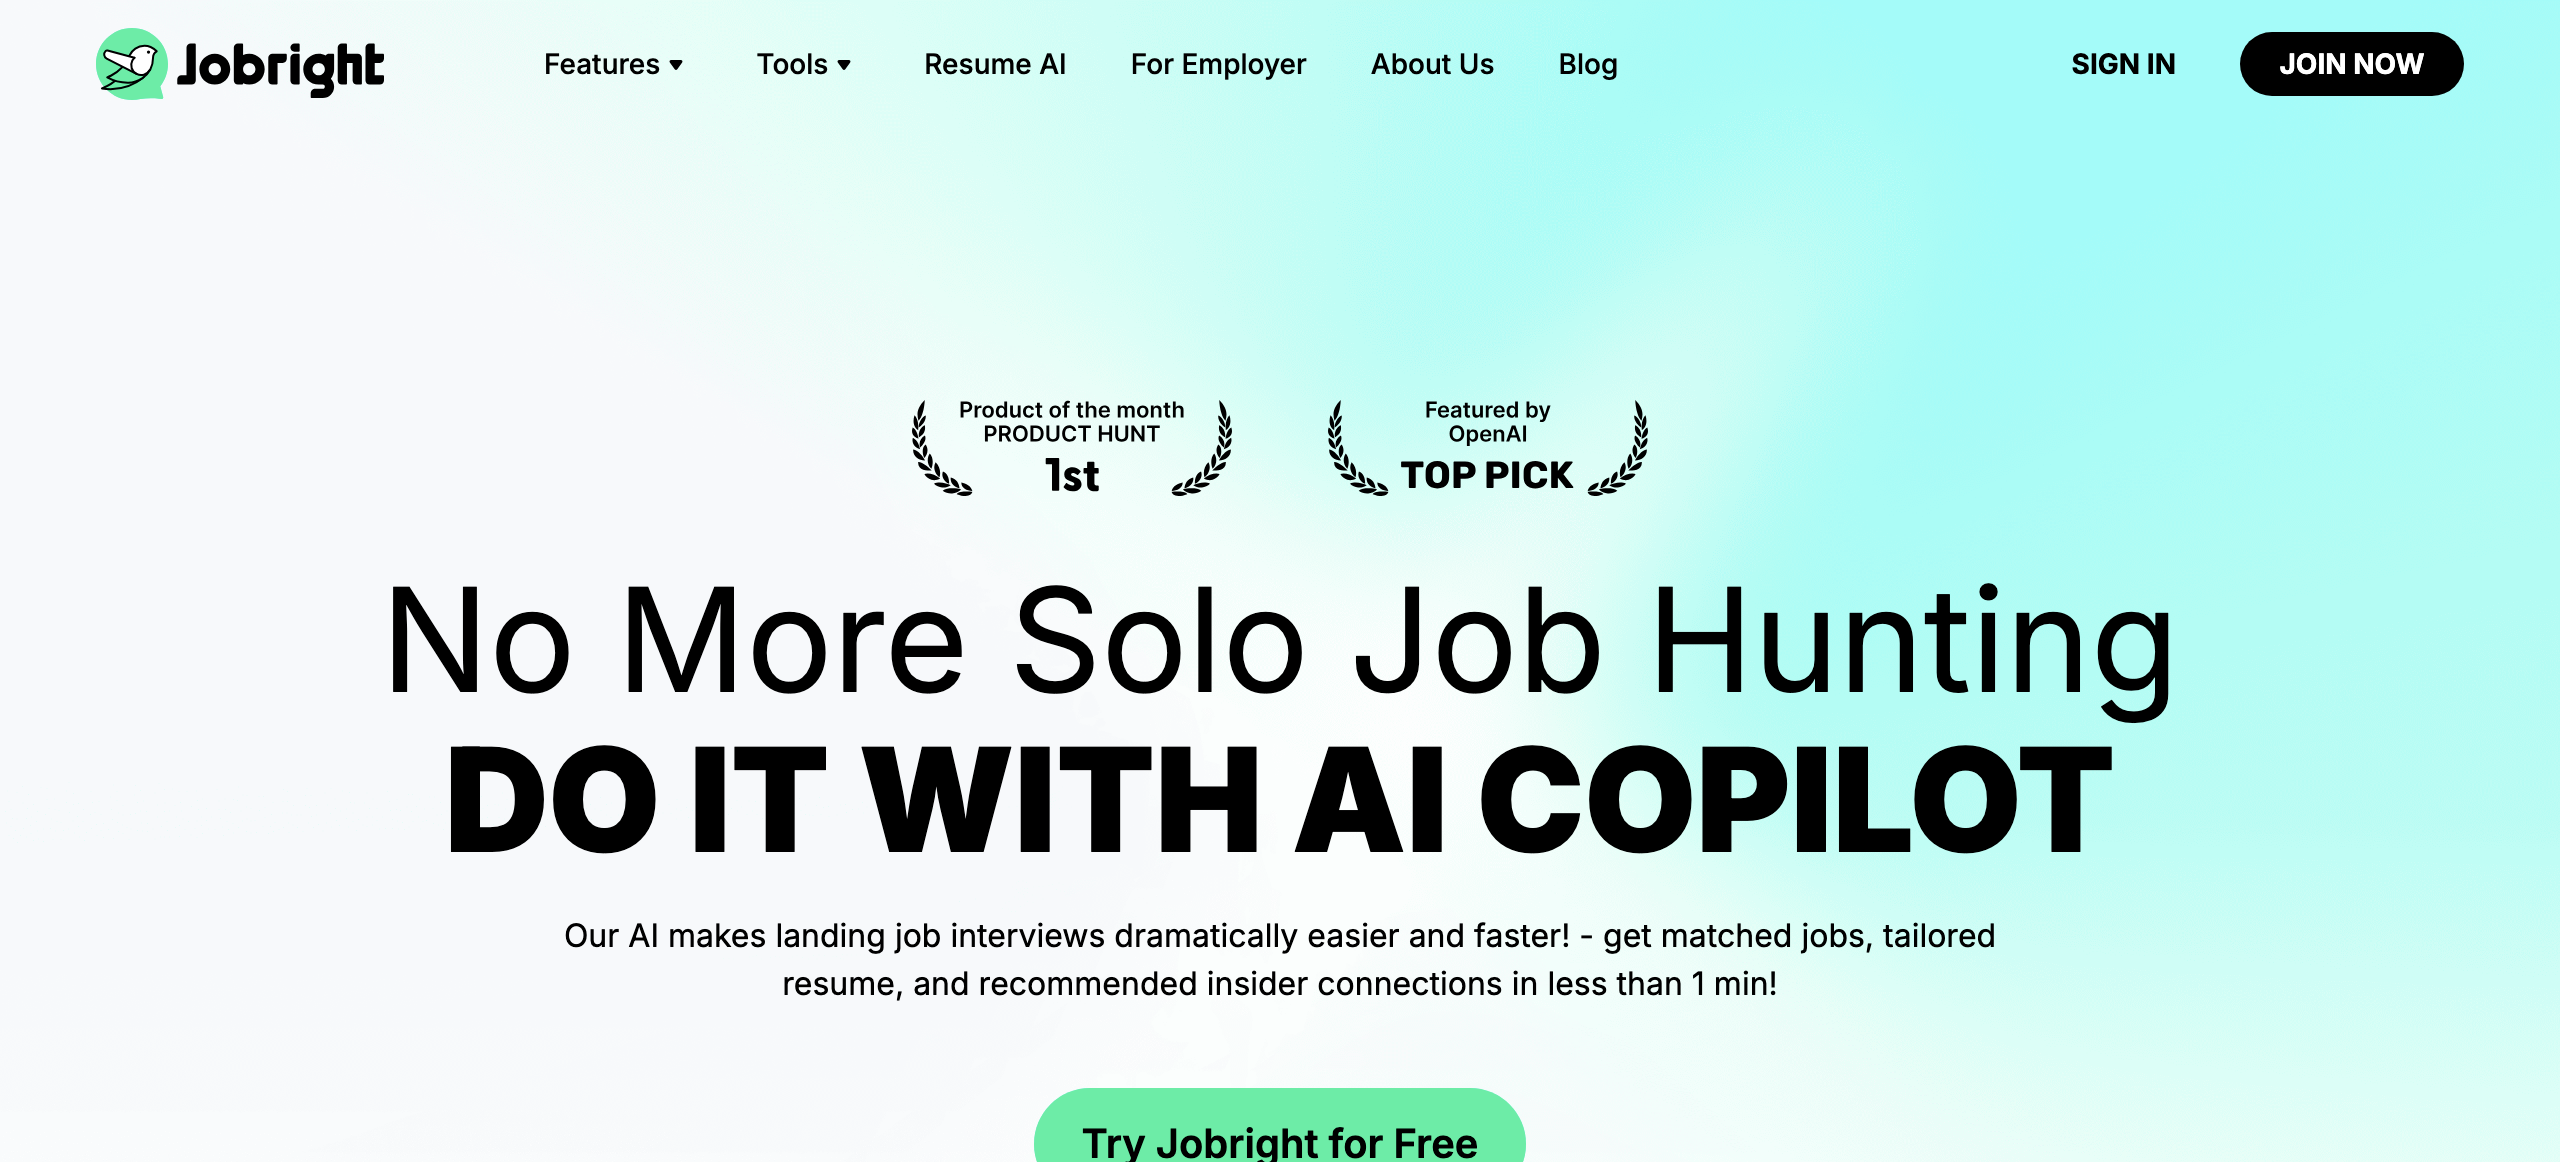 Jobright
Features
Tools
Resume AI
For Employer
About Us
Blog
SIGN IN
JOIN NOW
Product of the month
PRODUCT HUNT
1st
Featured by
OpenAI
TOP PICK
No More Solo Job Hunting
DO IT WITH AI COPILOT
Our AI makes landing job interviews dramatically easier and faster! - get matched jobs, tailored
resume, and recommended insider connections in less than 1 min!
Try Jobright for Free